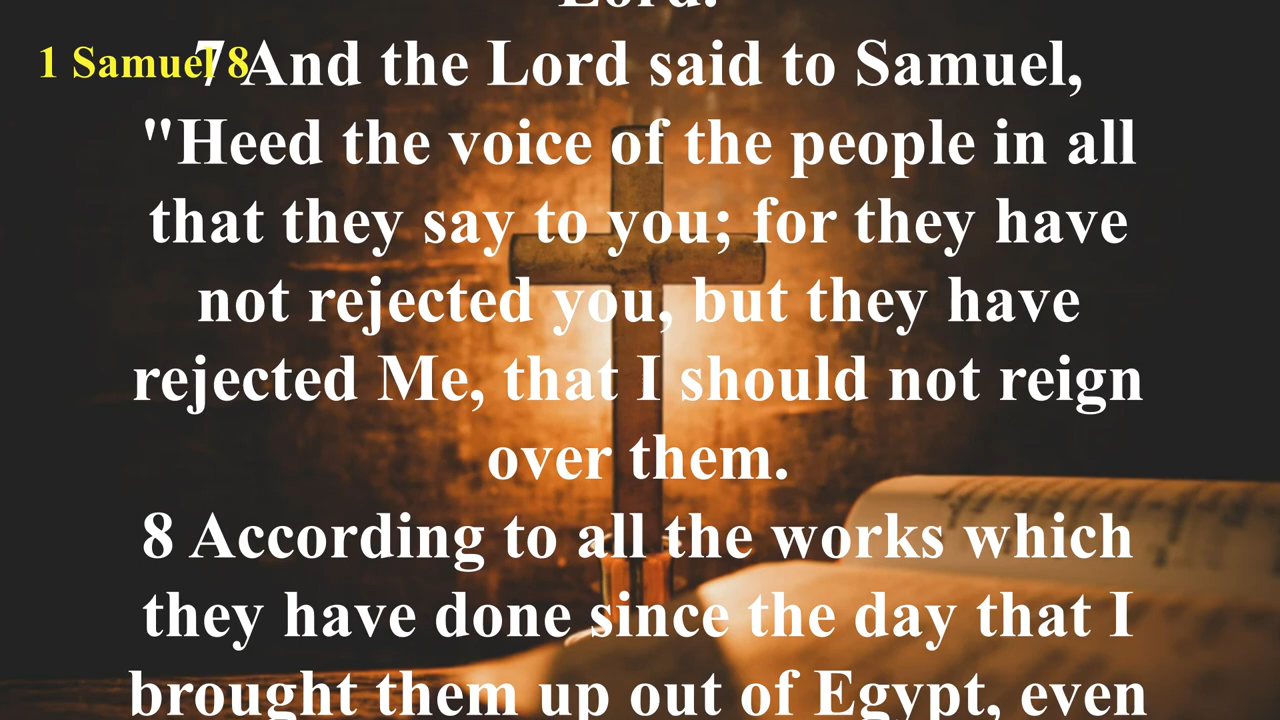 Lord.
1 Samuel 8
7 And the Lord said to Samuel,
"Heed the voice of the people in all
that they say to you; for they have
not rejected you, but they have
rejected Me, that I should not reign
over them.
8 According to all the works which
they have done since the day that I
brought them up out of Egypt, even